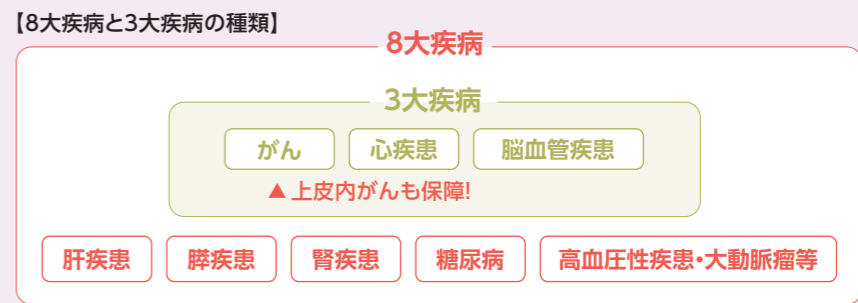 【8大疾病と3大疾病の種類】
8大疾病
3大疾病
がん 心疾患 脳血管疾患
▲ 上皮内がんも保障!
肝疾患 膵疾患 腎疾患 糖尿病 高血圧性疾患・大動脈瘤等